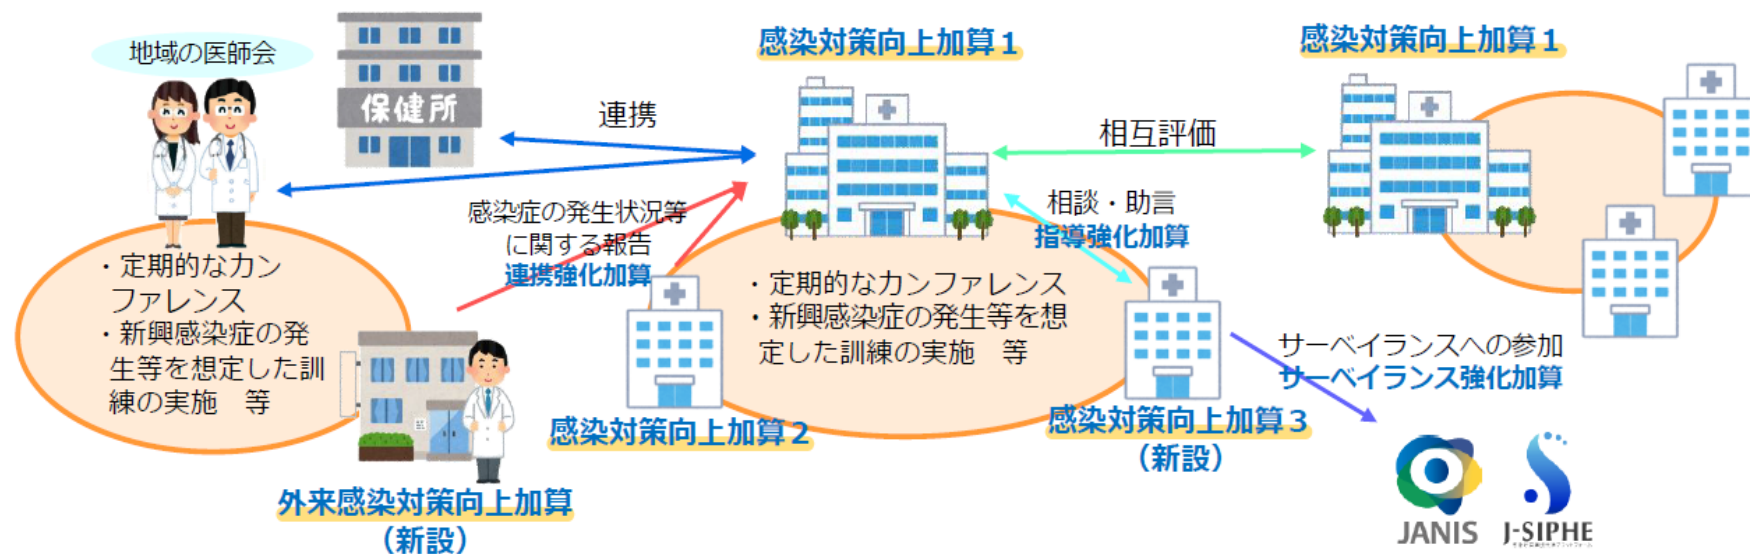 地域の医師会
保健所
連携
感染対策向上加算１
相互評価
感染対策向上加算１
感染症の発生状況等
に関する報告
連携強化加算
相談・助言
指導強化加算
・定期的なカン
ファレンス
・新興感染症の発
生等を想定した訓
練の実施　等
・定期的なカンファレンス
・新興感染症の発生等を想
定した訓練の実施　等
サーベイランスへの参加
サーベイランス強化加算
感染対策向上加算２
感染対策向上加算３
（新設）
外来感染対策向上加算
（新設）
JANIS
J-SIPHE